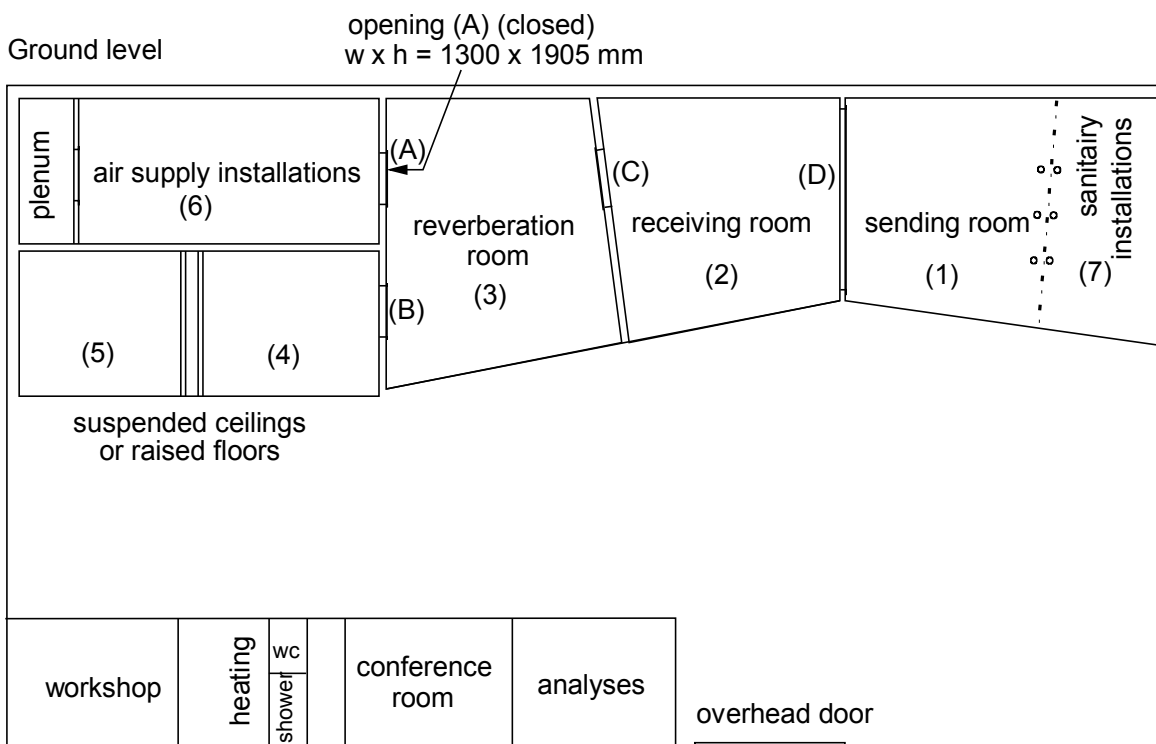 Ground level
opening (A) (closed)
w x h = 1300 x 1905 mm
plenum
air supply installations
(6)
(A)
reverberation
room
(3)
(C)
receiving room
(2)
(D)
sending room
(1)
sanitairy
installations
(7)
(B)
(5)
(4)
suspended ceilings
or raised floors
workshop
heating
wc
shower
conference
room
analyses
overhead door